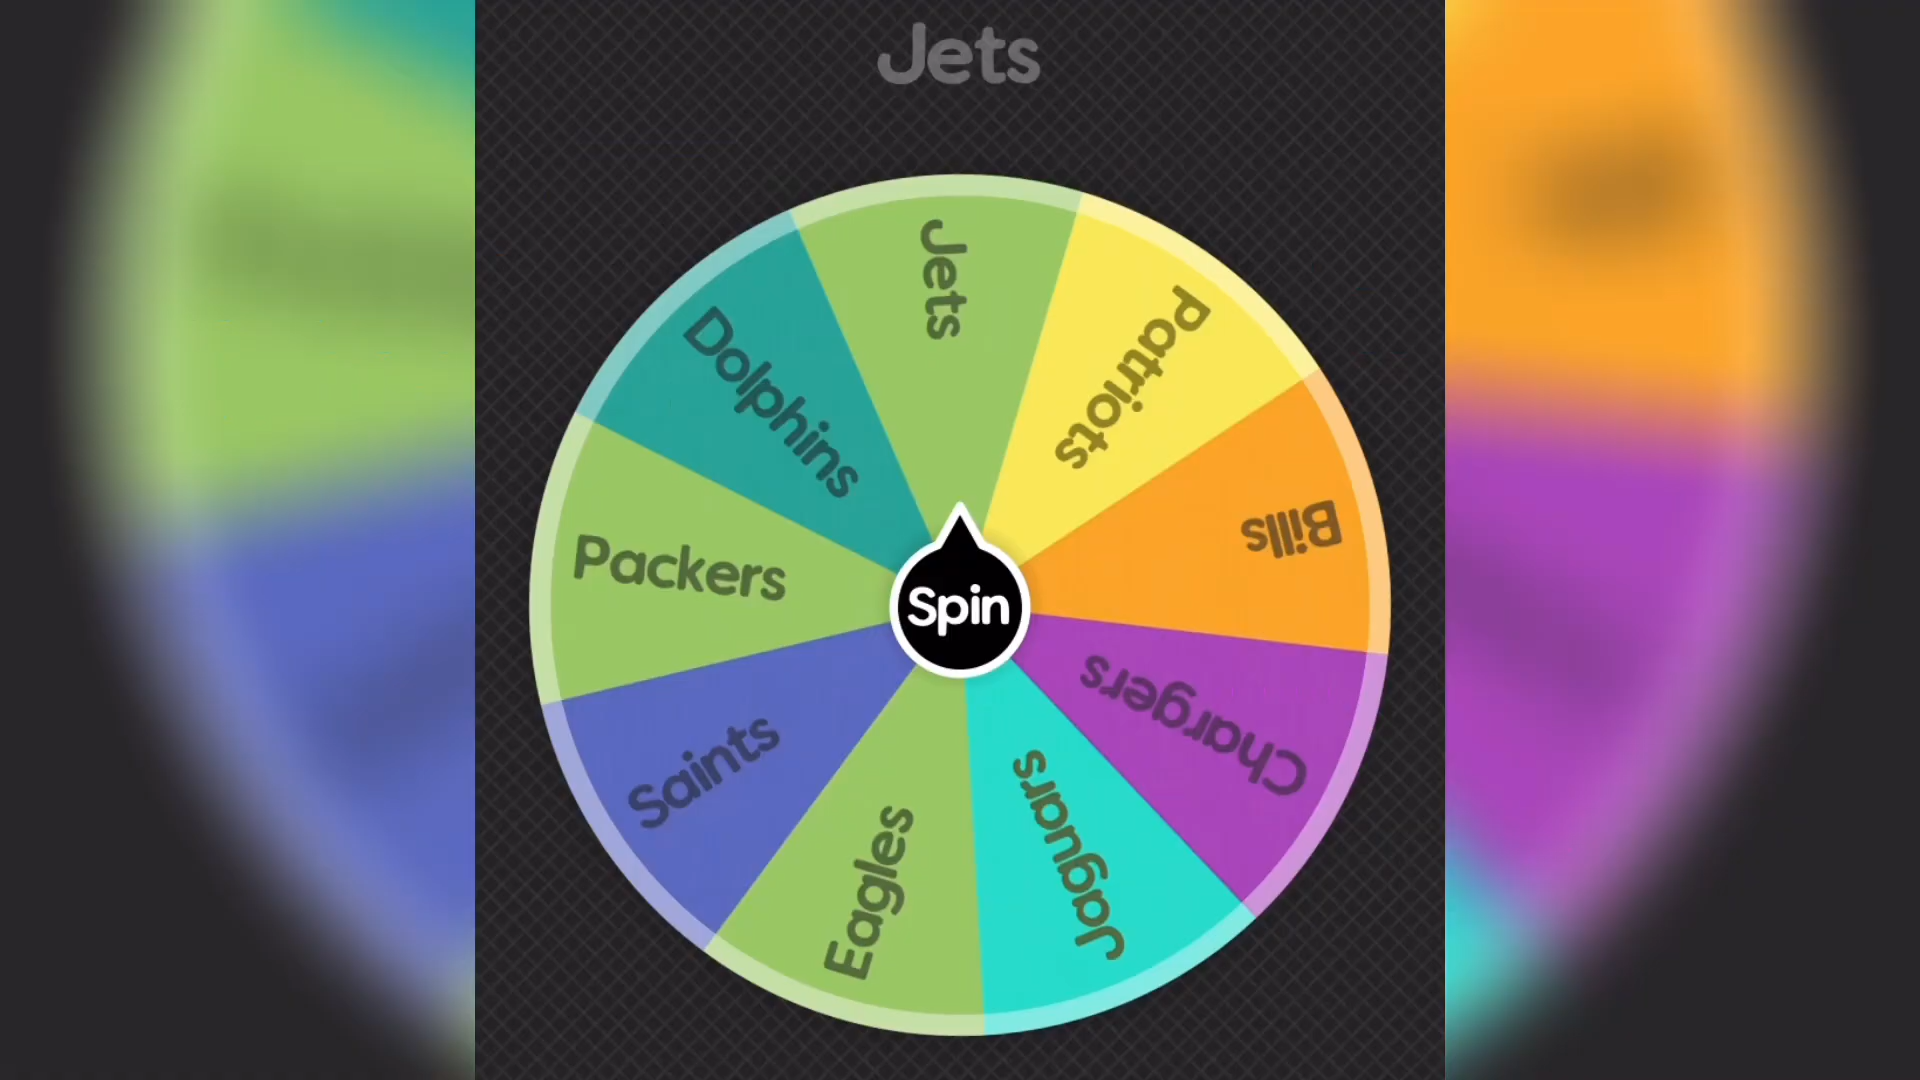 Jets
Jets
Patriots
Dolphins
Bills
Packers
Spin
Chargers
Saints
Jaguars
Eagles